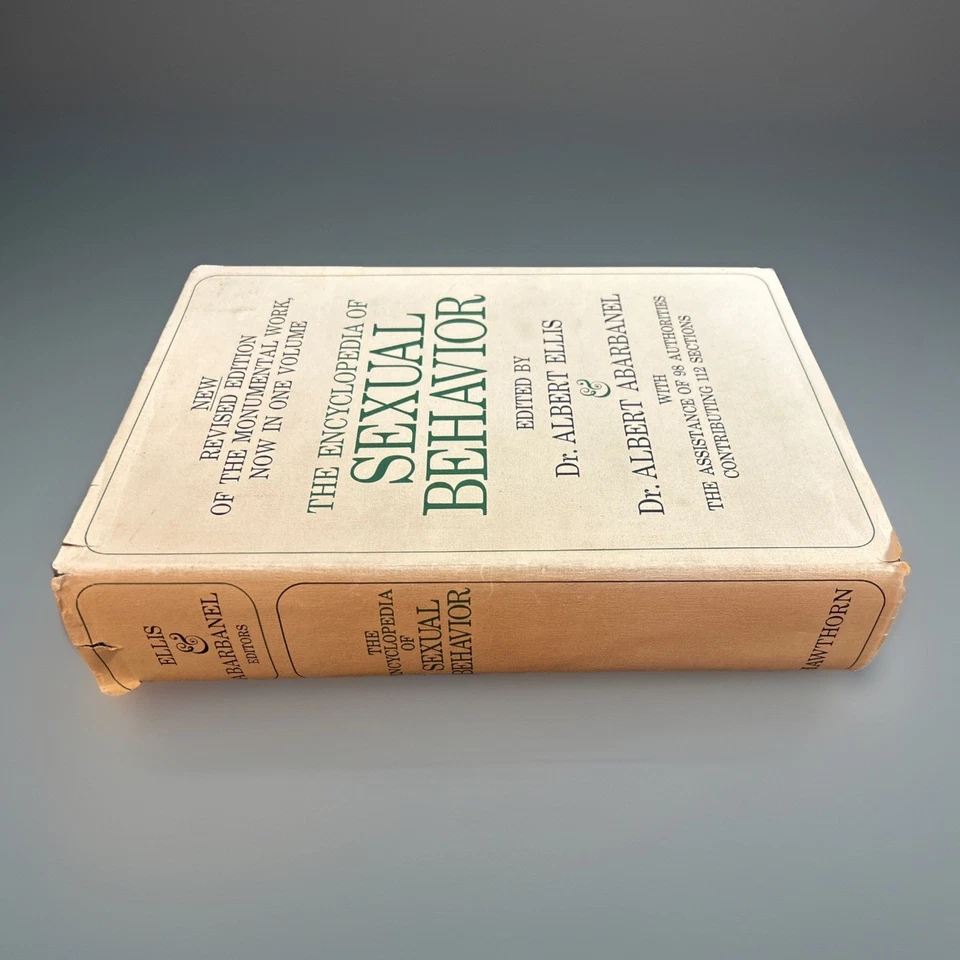 NEW
REVISED EDITION
OF THE MONUMENTAL WORK,
NOW IN ONE VOLUME
THE ENCYCLOPEDIA OF
SEXUAL
BEHAVIOR
EDITED BY
Dr. ALBERT ELLIS
&
Dr. ALBERT ABARBANEL
WITH
THE ASSISTANCE OF 98 AUTHORITIES
CONTRIBUTING 112 SECTIONS
ELLIS
&
ABARBANEL
EDITORS
THE
ENCYCLOPEDIA
OF
SEXUAL
BEHAVIOR
HAWTHORN